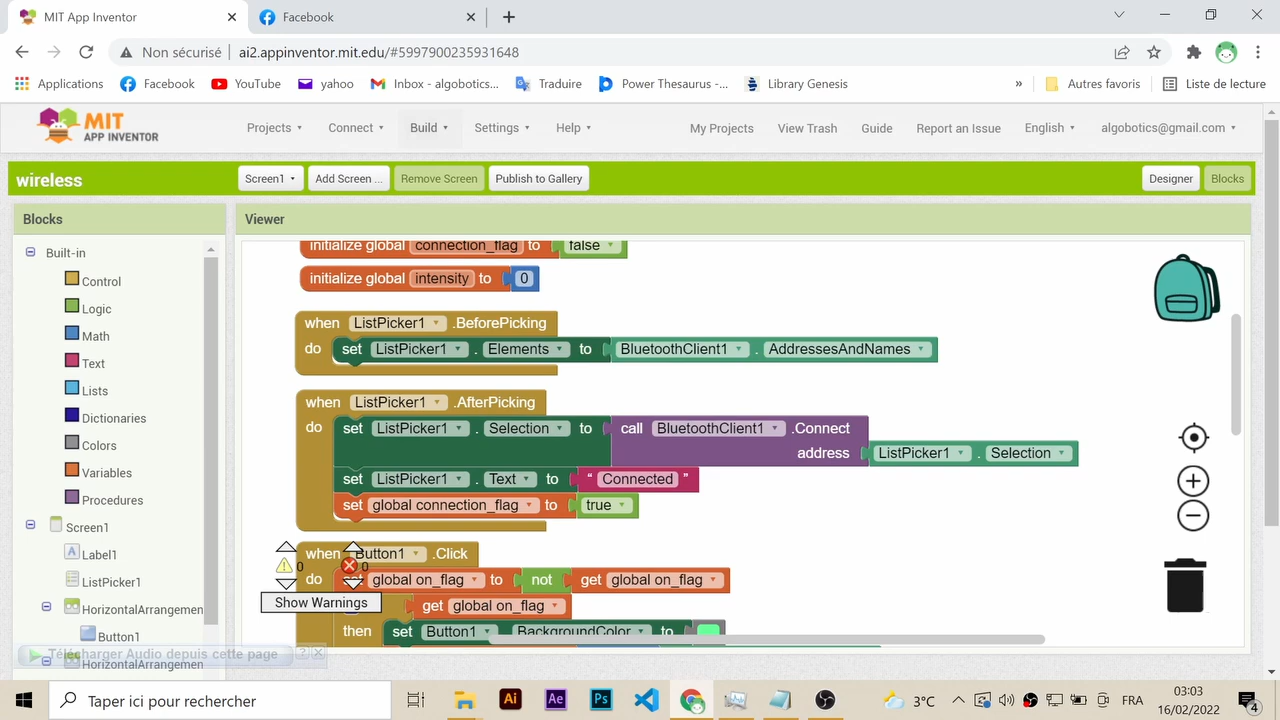 MIT App Inventor
Facebook
Non sécurisé
ai2.appinventor.mit.edu/#5997900235931648
Applications Facebook YouTube yahoo Inbox - algobotics... Traduire Power Thesaurus -... Library Genesis » Autres favoris Liste de lecture
MIT
APP INVENTOR
Projects Connect Build Settings Help My Projects View Trash Guide Report an Issue English algobotics@gmail.com
wireless Screen1 Add Screen ... Remove Screen Publish to Gallery Designer Blocks
Blocks
Viewer
Built-in
Control
Logic
Math
Text
Lists
Dictionaries
Colors
Variables
Procedures
Screen1
Label1
ListPicker1
HorizontalArrangemen
Button1
HorizontalArrangemen
Télécharger Audio depuis cette page ?
initialize global connection_flag to false
initialize global intensity to 0
when ListPicker1 .BeforePicking
do set ListPicker1 . Elements to BluetoothClient1 . AddressesAndNames
when ListPicker1 .AfterPicking
do set ListPicker1 . Selection to call BluetoothClient1 .Connect
address ListPicker1 . Selection
set ListPicker1 . Text to “ Connected ”
set global connection_flag to true
when Button1 .Click
do global on_flag to not get global on_flag
get global on_flag
then set Button1 . BackgroundColor to
0 0
Show Warnings
Taper ici pour rechercher
Ai Ae Ps
3°C FRA
03:03
16/02/2022
4